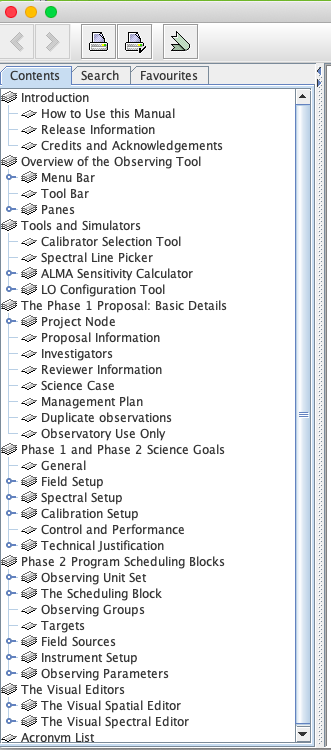 Contents Search Favourites
Introduction
How to Use this Manual
Release Information
Credits and Acknowledgements
Overview of the Observing Tool
Menu Bar
Tool Bar
Panes
Tools and Simulators
Calibrator Selection Tool
Spectral Line Picker
ALMA Sensitivity Calculator
LO Configuration Tool
The Phase 1 Proposal: Basic Details
Project Node
Proposal Information
Investigators
Reviewer Information
Science Case
Management Plan
Duplicate observations
Observatory Use Only
Phase 1 and Phase 2 Science Goals
General
Field Setup
Spectral Setup
Calibration Setup
Control and Performance
Technical Justification
Phase 2 Program Scheduling Blocks
Observing Unit Set
The Scheduling Block
Observing Groups
Targets
Field Sources
Instrument Setup
Observing Parameters
The Visual Editors
The Visual Spatial Editor
The Visual Spectral Editor
Acronym List